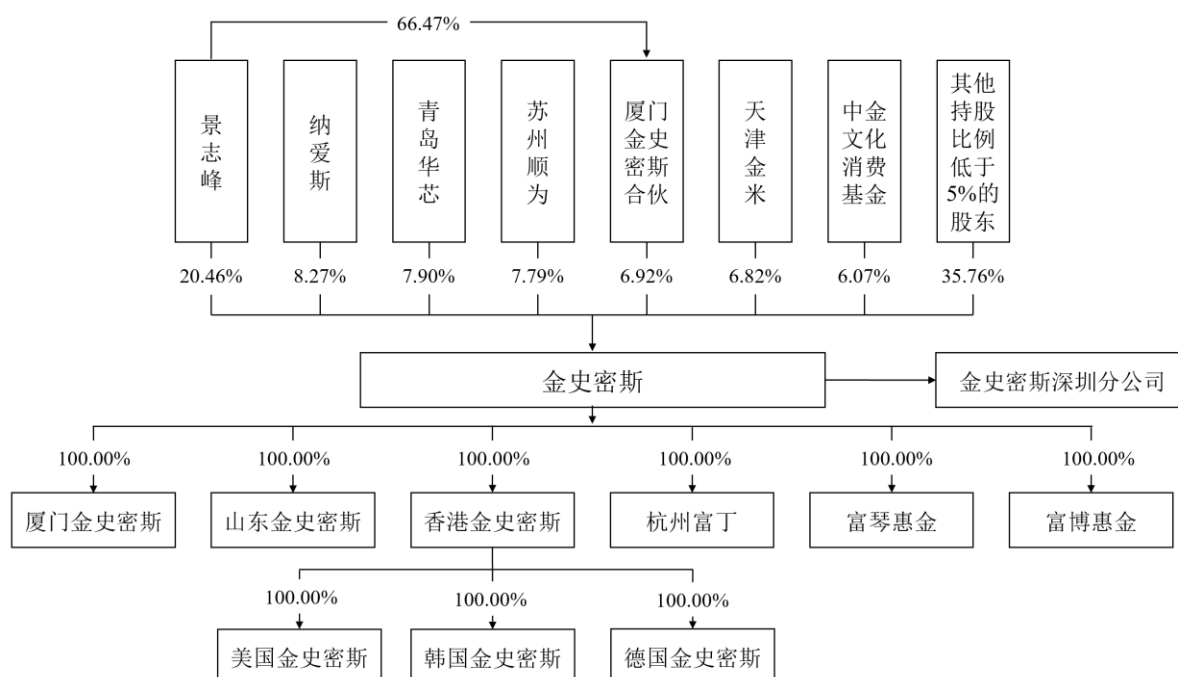 66.47%
景志峰
纳爱斯
青岛华芯
苏州顺为
厦门
金史
密斯
合伙
天津金米
中金
文化
消费
基金
其他
持股
比例
低于
5%的
股东
20.46%
8.27%
7.90%
7.79%
6.92%
6.82%
6.07%
35.76%
金史密斯
金史密斯深圳分公司
100.00%
100.00%
100.00%
100.00%
100.00%
100.00%
厦门金史密斯
山东金史密斯
香港金史密斯
杭州富丁
富琴惠金
富博惠金
100.00%
100.00%
100.00%
美国金史密斯
韩国金史密斯
德国金史密斯